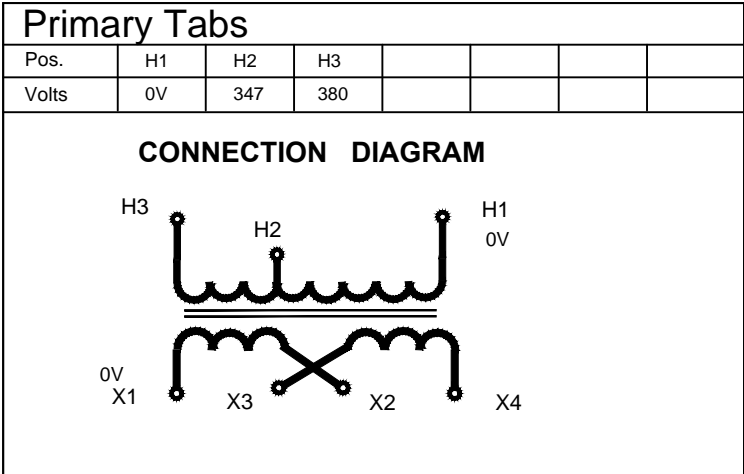 Primary Tabs
Pos. H1 H2 H3
Volts 0V 347 380
CONNECTION DIAGRAM
H3 H2 H1
0V
0V
X1 X3 X2 X4